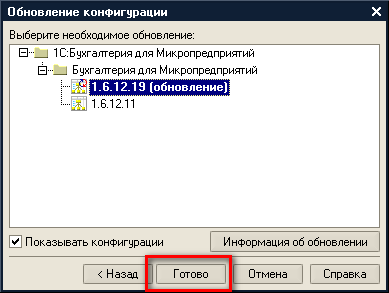 Обновление конфигурации
Выберите необходимое обновление:
1С:Бухгалтерия для Микропредприятий
Бухгалтерия для Микропредприятий
1.6.12.19 (обновление)
1.6.12.11
Показывать конфигурации
Информация об обновлении
< Назад
Готово
Отмена
Справка